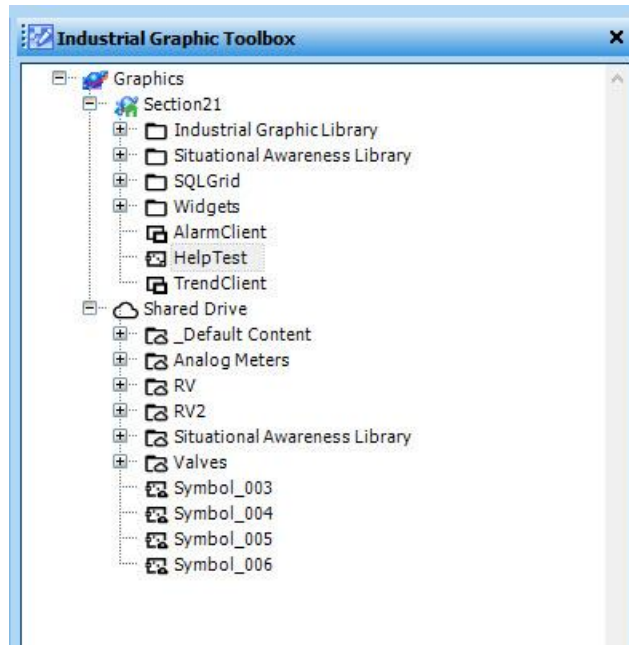 Industrial Graphic Toolbox
Graphics
Section21
Industrial Graphic Library
Situational Awareness Library
SQLGrid
Widgets
AlarmClient
HelpTest
TrendClient
Shared Drive
_Default Content
Analog Meters
RV
RV2
Situational Awareness Library
Valves
Symbol_003
Symbol_004
Symbol_005
Symbol_006